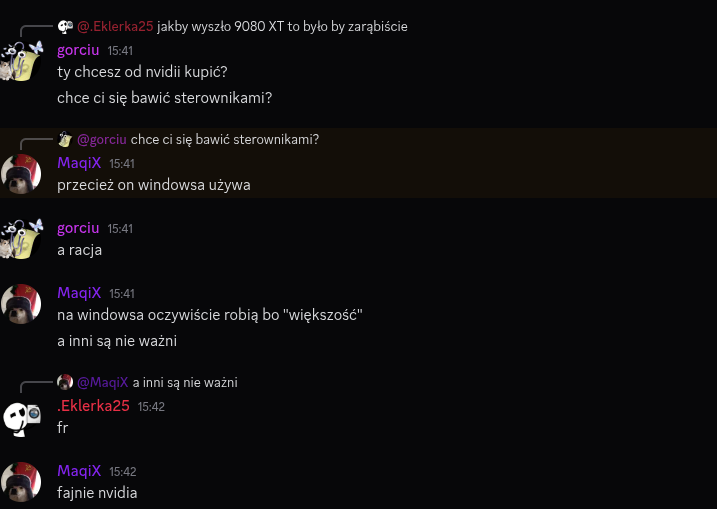 @.Eklerka25 jakby wyszło 9080 XT to było by zarąbiście
gorciu 15:41
ty chcesz od nvidii kupić?
chce ci się bawić sterownikami?
@gorciu chce ci się bawić sterownikami?
MaqiX 15:41
przecież on windowsa używa
gorciu 15:41
a racja
MaqiX 15:41
na windowsa oczywiście robią bo "większość"
a inni są nie ważni
@MaqiX a inni są nie ważni
.Eklerka25 15:42
fr
MaqiX 15:42
fajnie nvidia